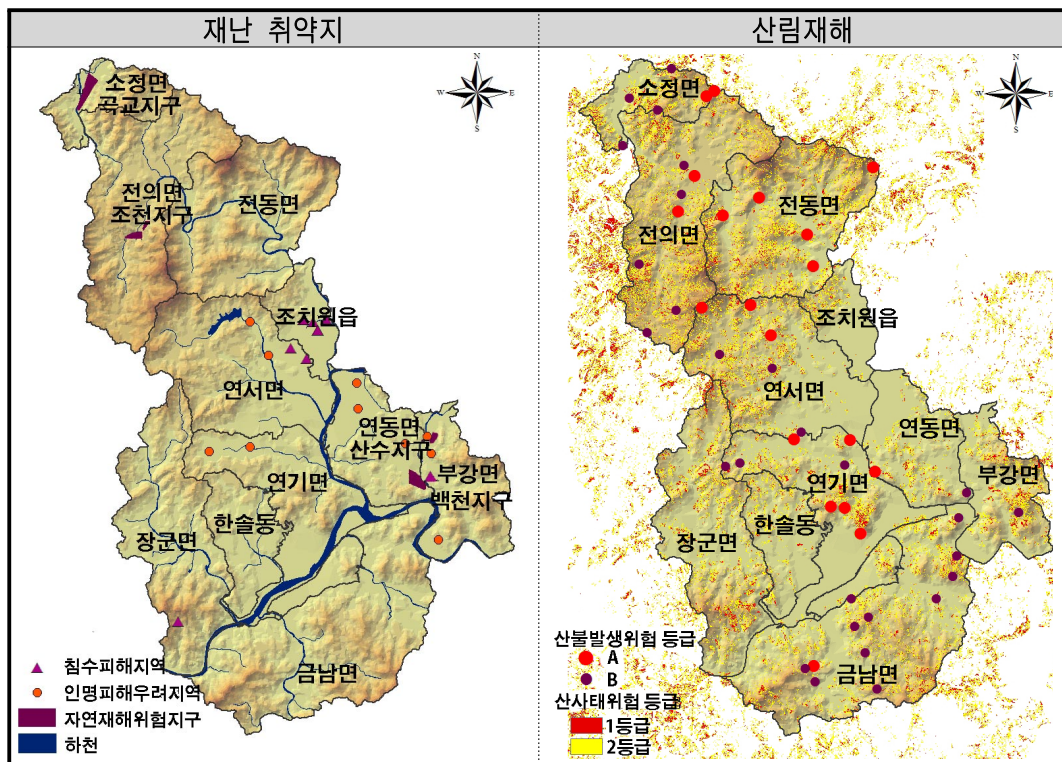 재난 취약지
산림재해
N
W
E
S
소정면
곡교지구
전의면
조천지구
전동면
조치원읍
연서면
연동면
산수지구
부강면
백천지구
연기면
한솔동
장군면
금남면
침수피해지역
인명피해우려지역
자연재해위험지구
하천
N
W
E
S
소정면
전동면
전의면
조치원읍
연서면
연동면
부강면
연기면
한솔동
장군면
금남면
산불발생위험 등급
A
B
산사태위험 등급
1등급
2등급